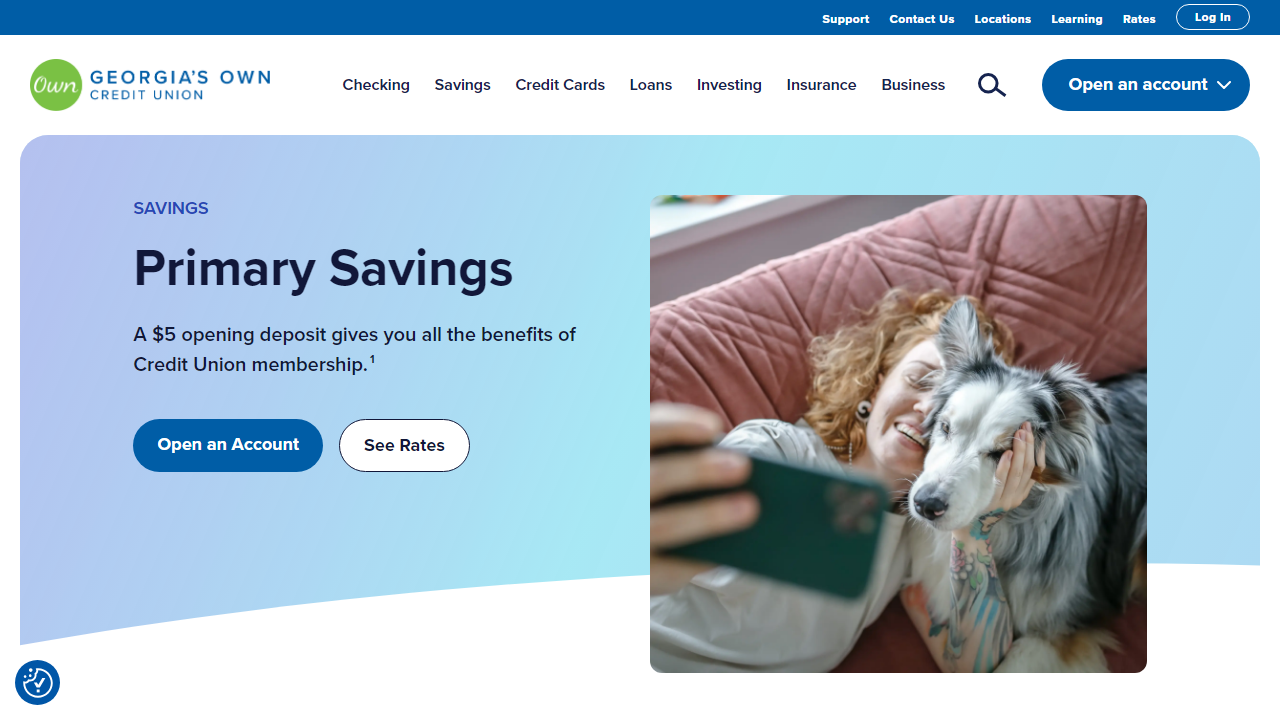 Support Contact Us Locations Learning Rates Log In
Own GEORGIA'S OWN
CREDIT UNION
Checking Savings Credit Cards Loans Investing Insurance Business Open an account
SAVINGS
Primary Savings
A $5 opening deposit gives you all the benefits of
Credit Union membership.¹
Open an Account See Rates